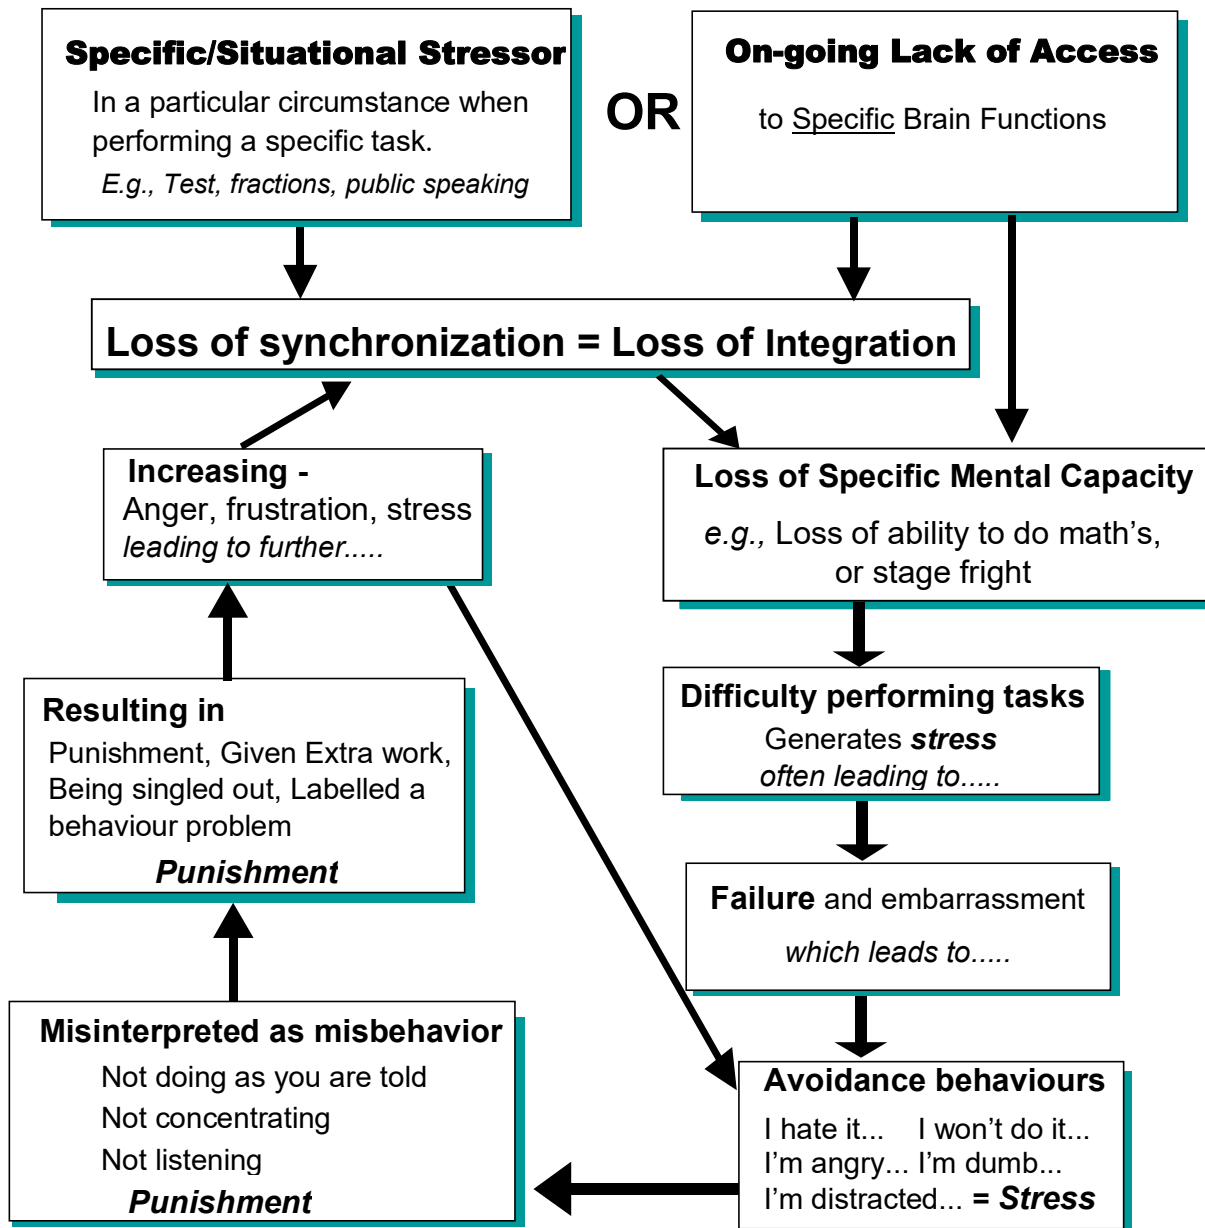 Specific/Situational Stressor
In a particular circumstance when
performing a specific task.
E.g., Test, fractions, public speaking
OR
On-going Lack of Access
to Specific Brain Functions
Loss of synchronization = Loss of Integration
Increasing -
Anger, frustration, stress
leading to further.....
Loss of Specific Mental Capacity
e.g., Loss of ability to do math's,
or stage fright
Resulting in
Punishment, Given Extra work,
Being singled out, Labelled a
behaviour problem
Punishment
Difficulty performing tasks
Generates stress
often leading to.....
Failure and embarrassment
which leads to.....
Misinterpreted as misbehavior
Not doing as you are told
Not concentrating
Not listening
Punishment
Avoidance behaviours
I hate it... I won't do it...
I'm angry... I'm dumb...
I'm distracted... = Stress